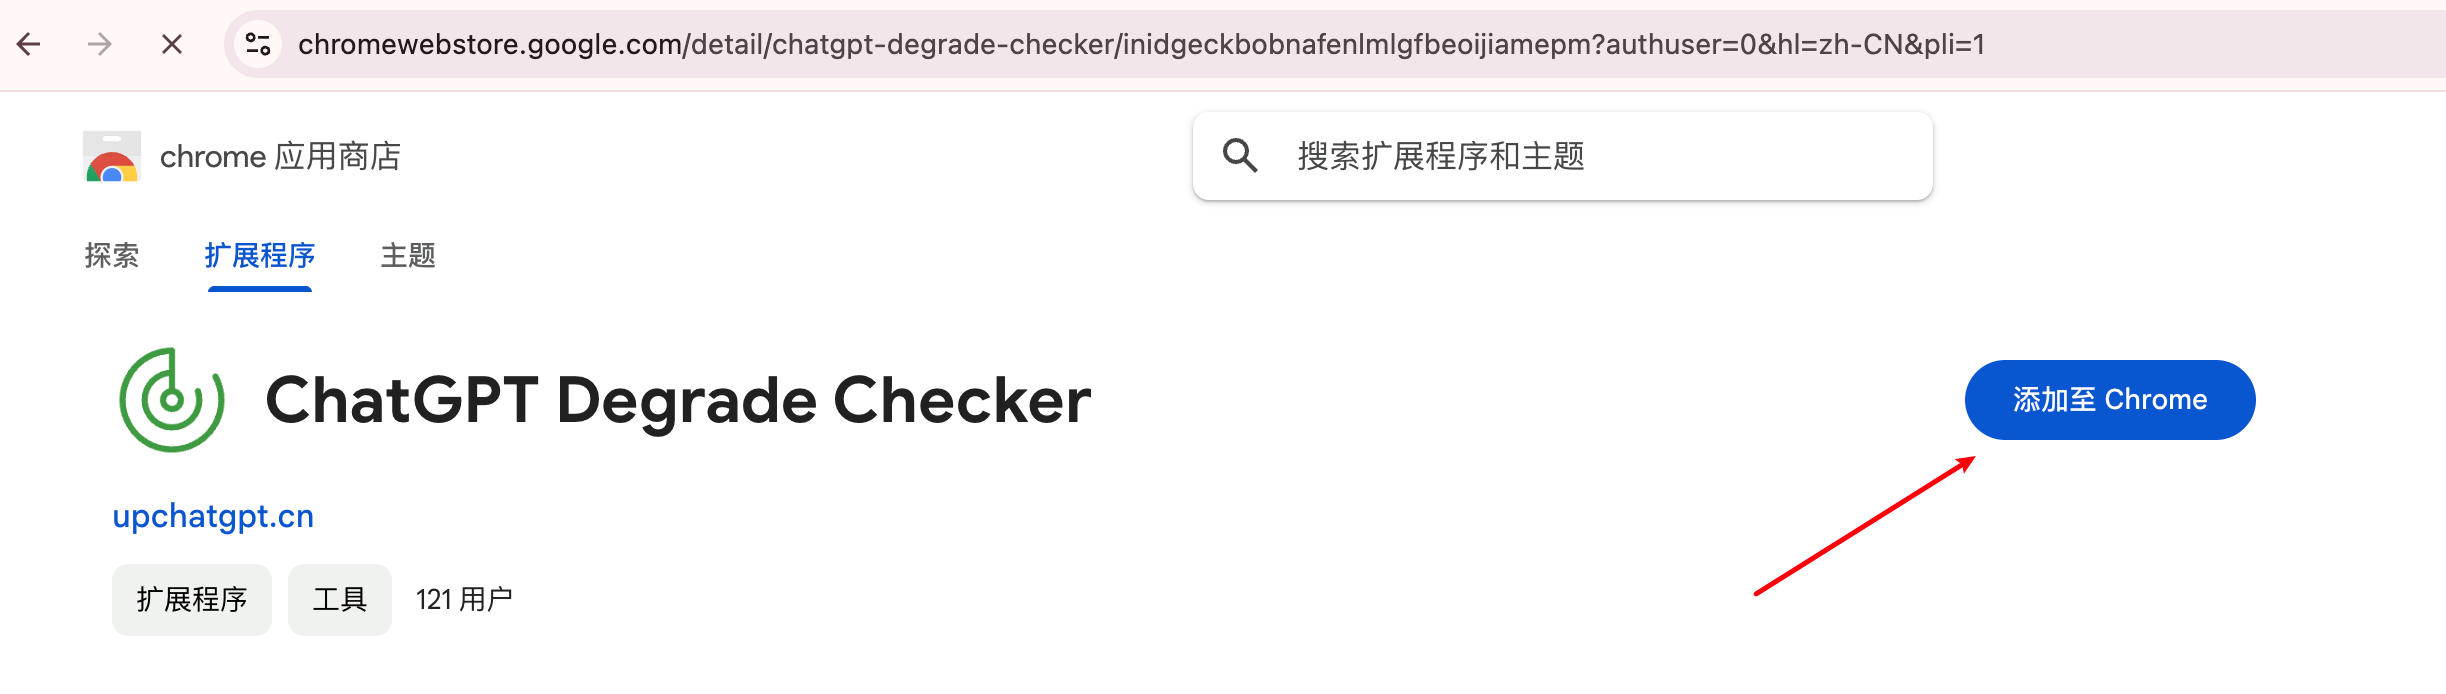 chromewebstore.google.com/detail/chatgpt-degrade-checker/inidgeckbobnafenlmlgfbeoijiamepm?authuser=0&hl=zh-CN&pli=1
chrome 应用商店
搜索扩展程序和主题
探索 扩展程序 主题
ChatGPT Degrade Checker
添加至 Chrome
upchatgpt.cn
扩展程序 工具 121 用户